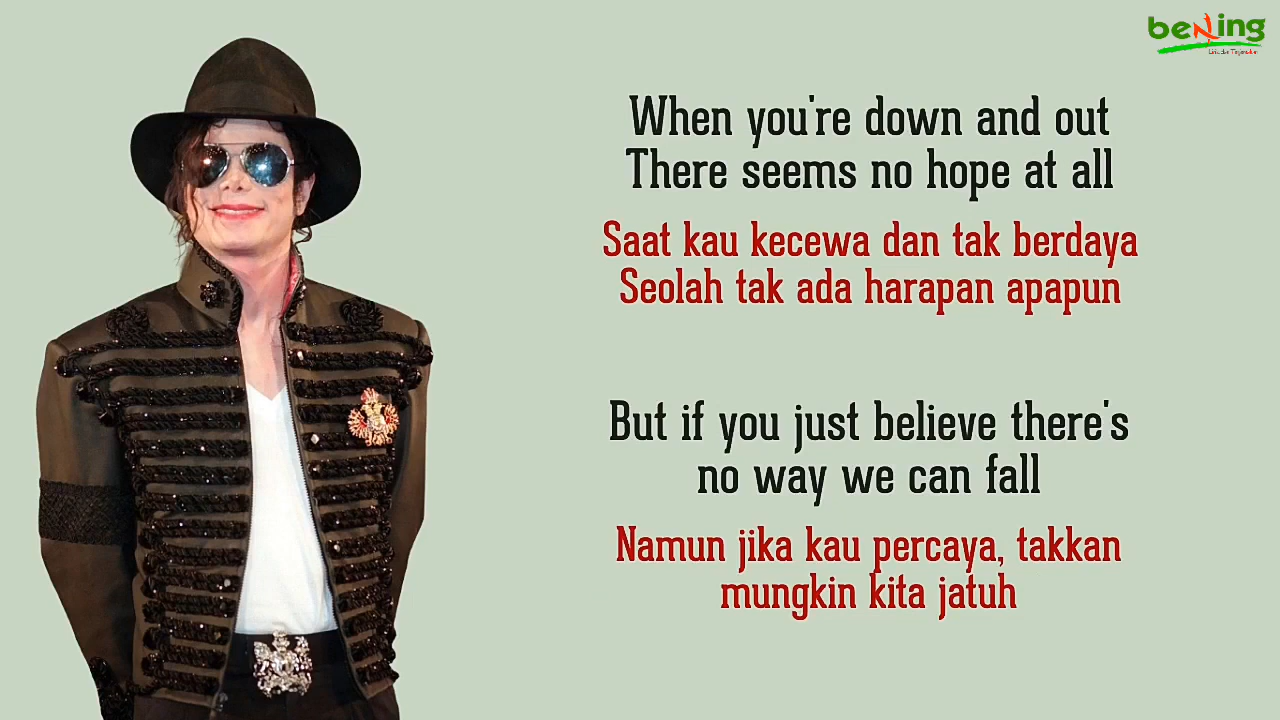 bening
When you're down and out
There seems no hope at all
Saat kau kecewa dan tak berdaya
Seolah tak ada harapan apapun
But if you just believe there's
no way we can fall
Namun jika kau percaya, takkan
mungkin kita jatuh